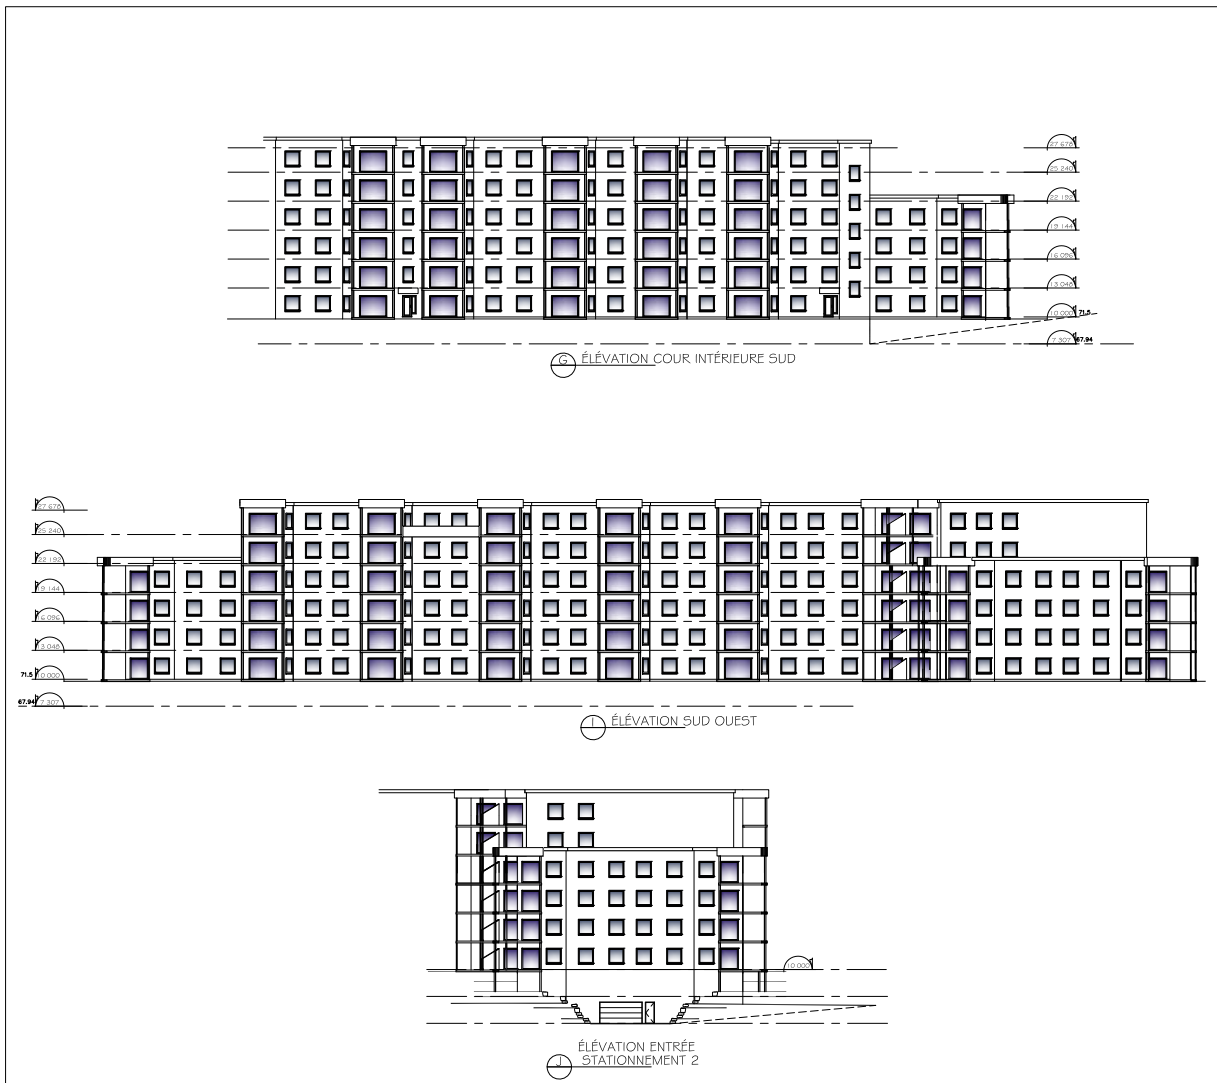 27 678
25 240
22 192
19 144
16 096
13 048
10 000 71.5
7 307 67.94
G ÉLÉVATION COUR INTÉRIEURE SUD
27 678
25 240
22 192
19 144
16 096
13 048
71.5 10 000
67.94 7 307
I ÉLÉVATION SUD OUEST
10 000
ÉLÉVATION ENTRÉE
J STATIONNEMENT 2